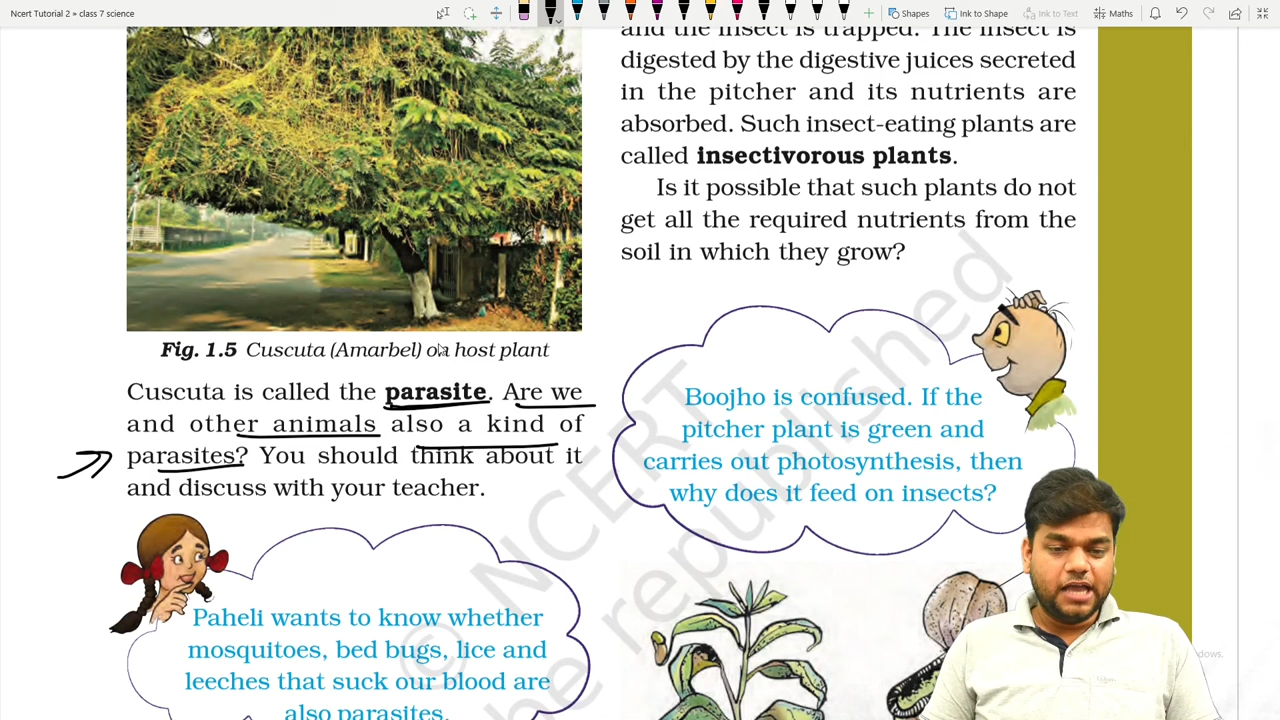 Ncert Tutorial 2 » class 7 science
Shapes
Ink to Shape
Ink to Text
Maths
Fig. 1.5 Cuscuta (Amarbel) on host plant
Cuscuta is called the parasite. Are we
and other animals also a kind of
parasites? You should think about it
and discuss with your teacher.
Paheli wants to know whether
mosquitoes, bed bugs, lice and
leeches that suck our blood are
also parasites.
and the insect is trapped. The insect is
digested by the digestive juices secreted
in the pitcher and its nutrients are
absorbed. Such insect-eating plants are
called insectivorous plants.
Is it possible that such plants do not
get all the required nutrients from the
soil in which they grow?
Boojho is confused. If the
pitcher plant is green and
carries out photosynthesis, then
why does it feed on insects?
© NCERT
be republished